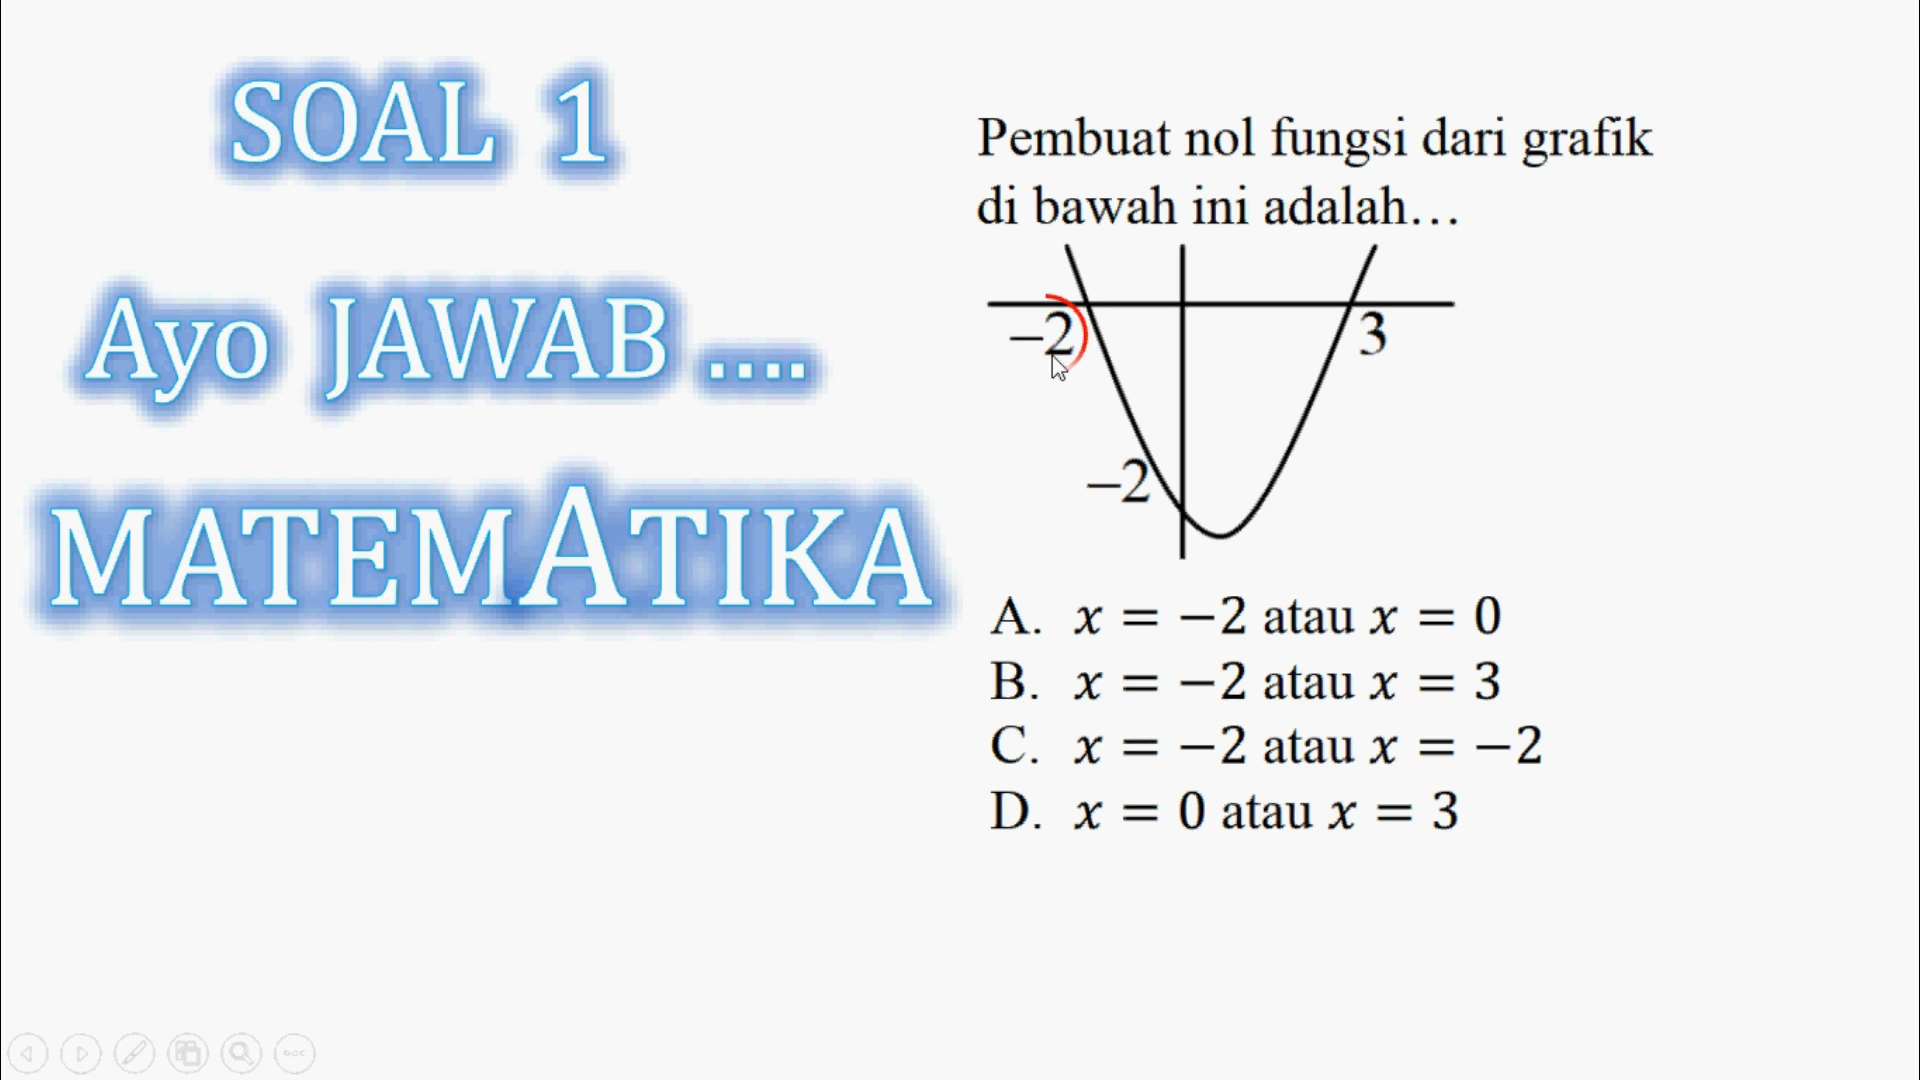 SOAL 1
Ayo JAWAB ....
MATEMATIKA
Pembuat nol fungsi dari grafik
di bawah ini adalah…
−2
3
−2
A. x = −2 atau x = 0
B. x = −2 atau x = 3
C. x = −2 atau x = −2
D. x = 0 atau x = 3